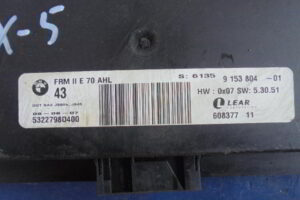 X-5
FRM II E 70 AHL
S: 6135
9 153 804 -01
43
HW : 0x07 SW: 5.30.51
LEAR
608377 11